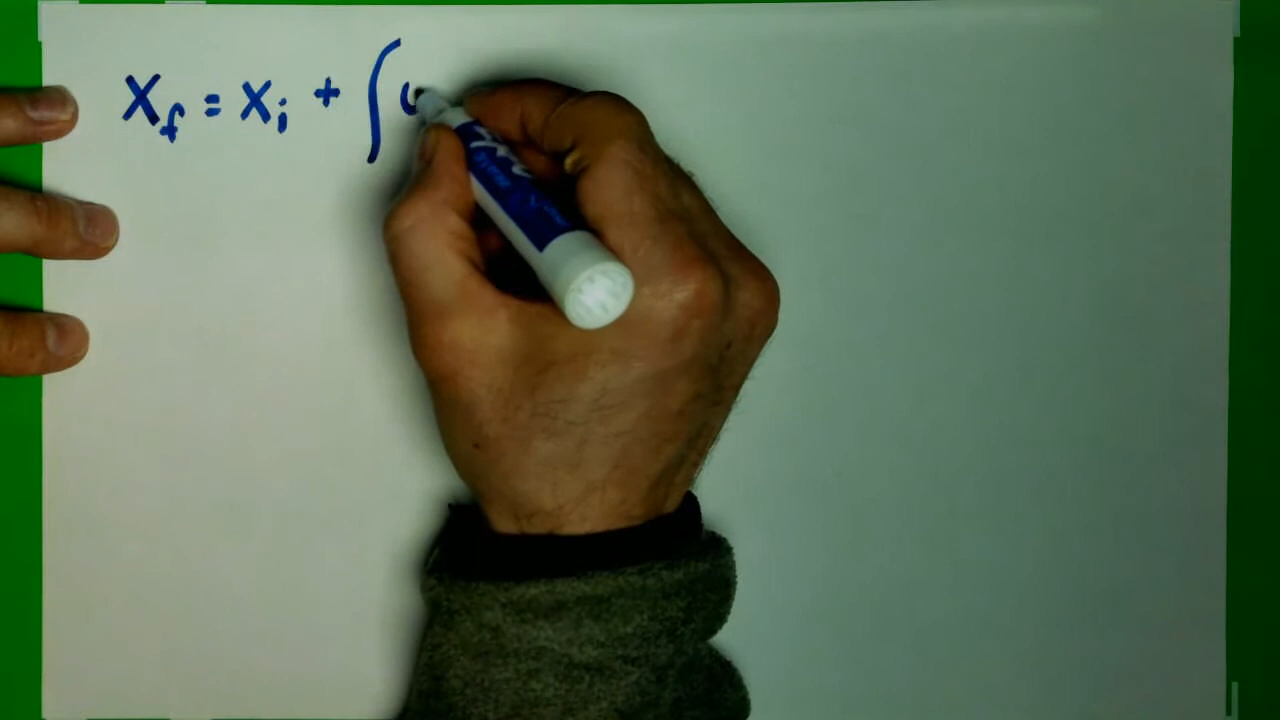 X_f = X_i + ∫